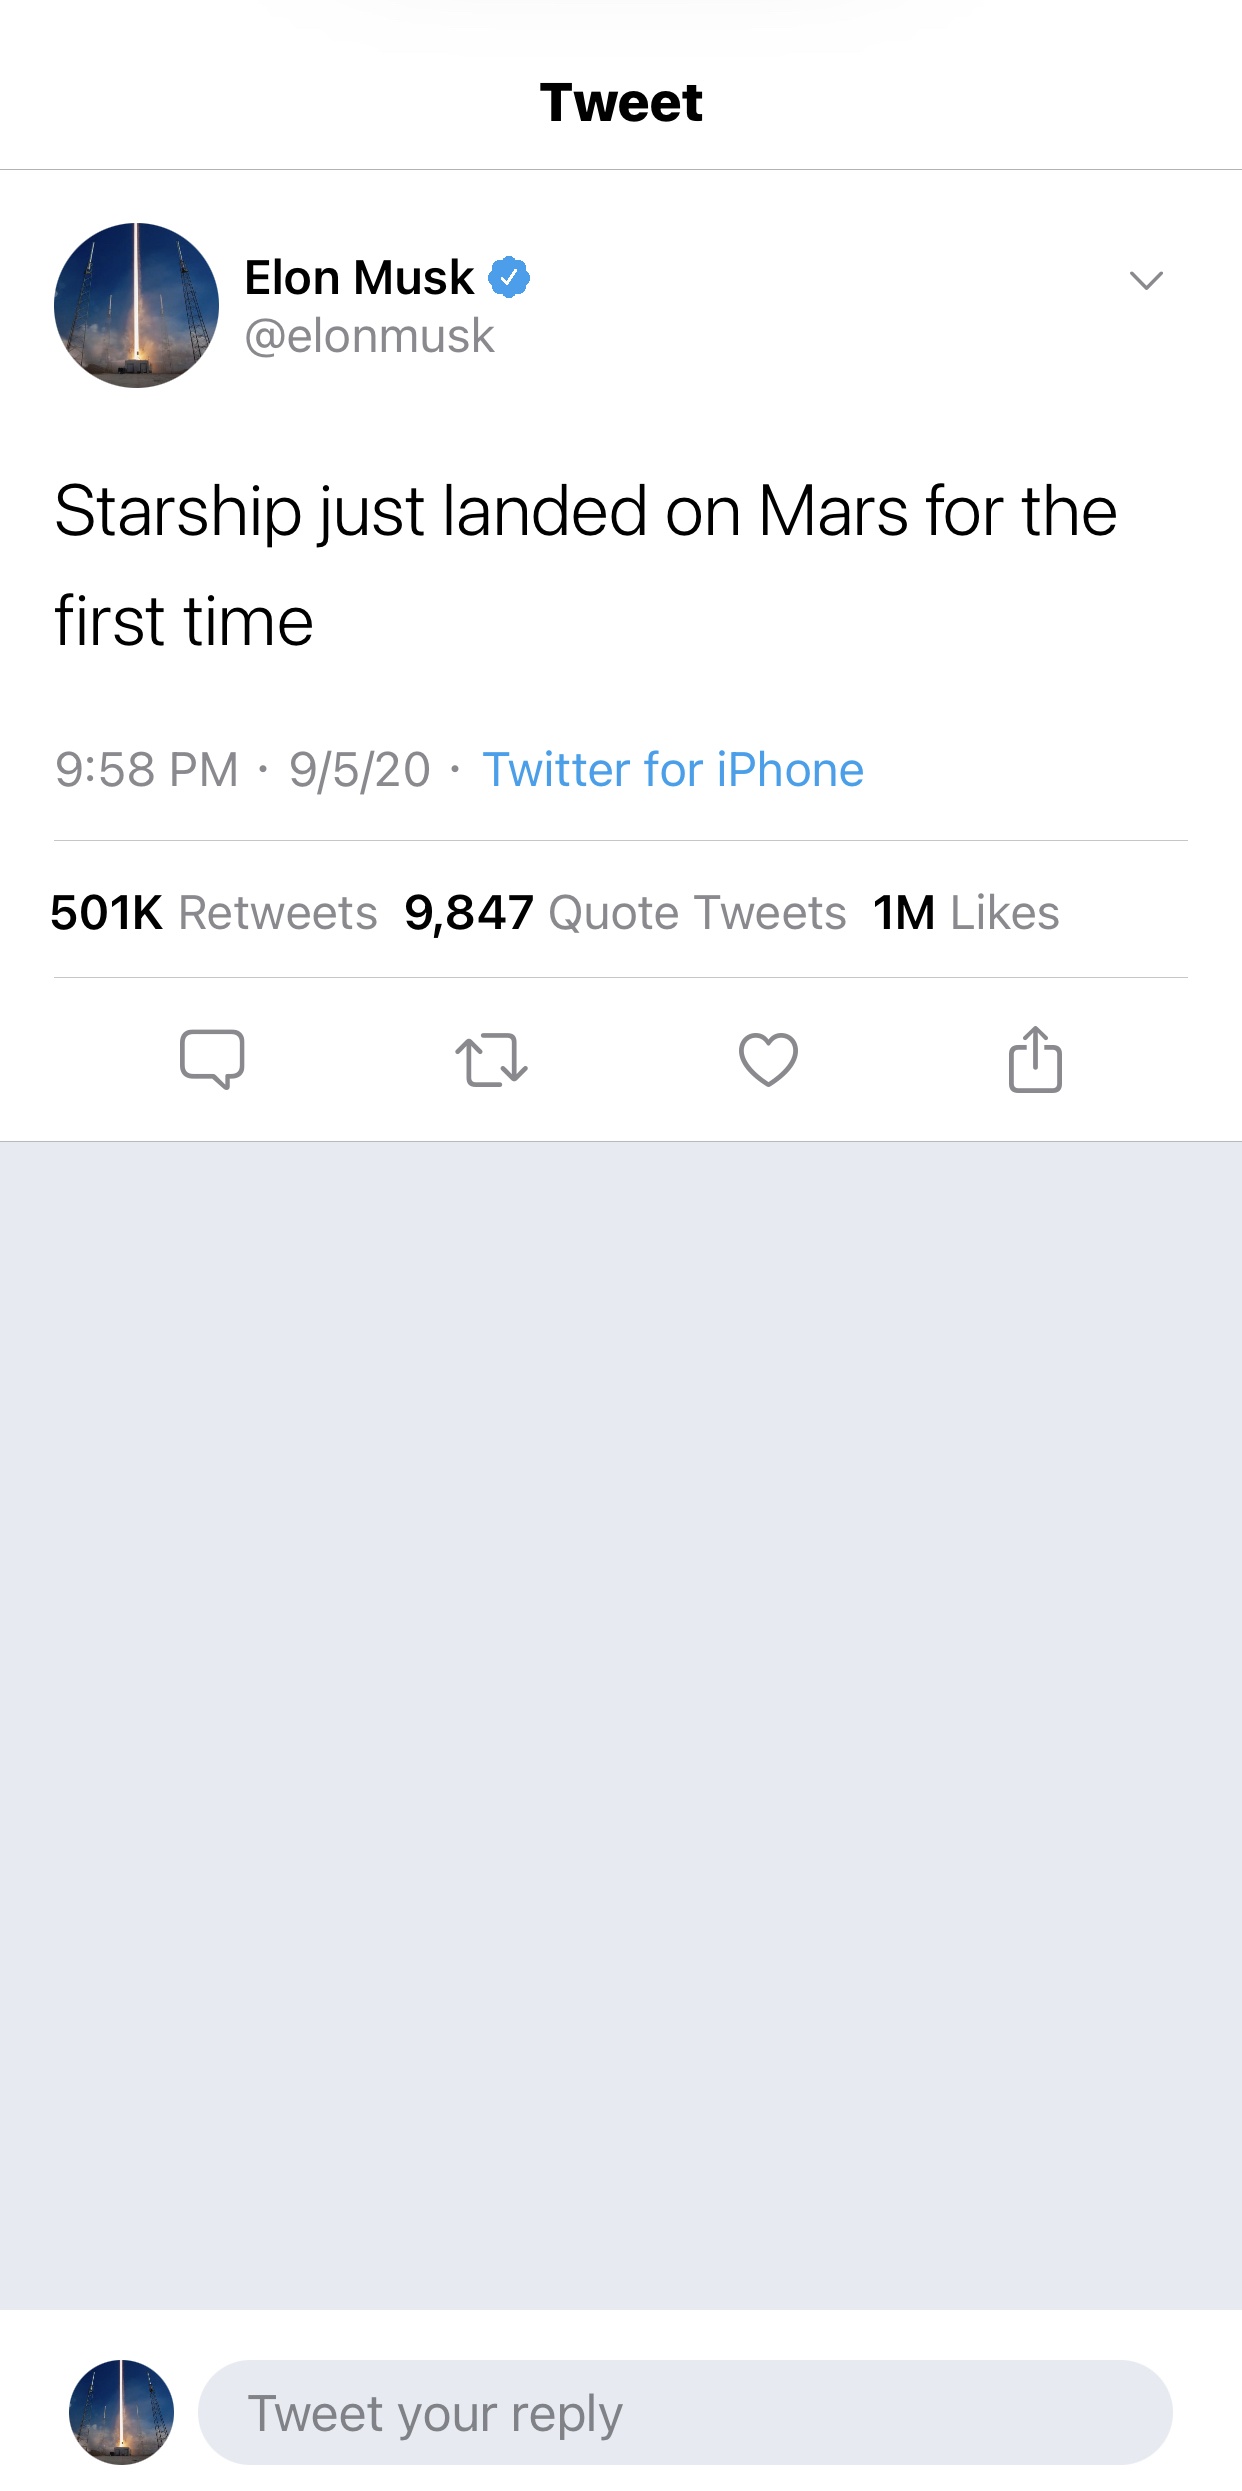 Tweet
Elon Musk
@elonmusk
Starship just landed on Mars for the
first time
9:58 PM · 9/5/20 · Twitter for iPhone
501K Retweets 9,847 Quote Tweets 1M Likes
Tweet your reply